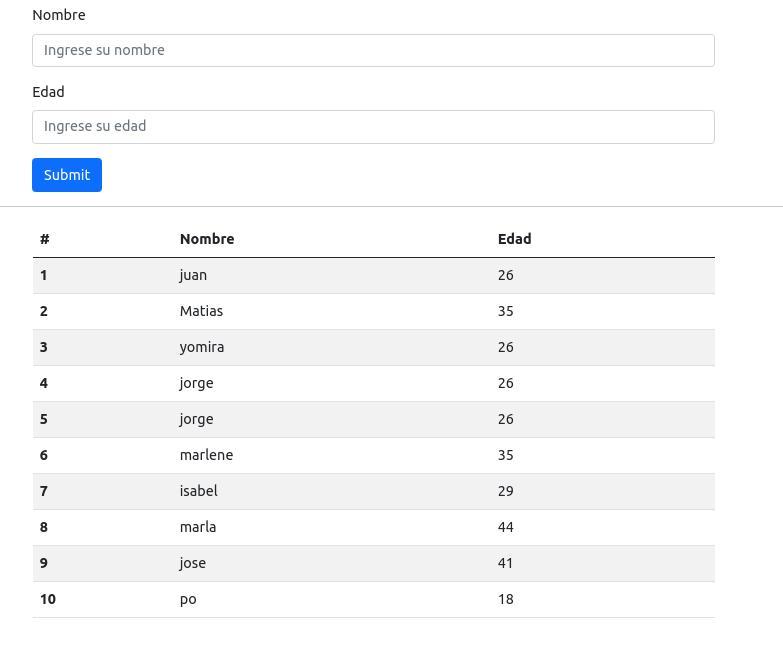 Nombre
Ingrese su nombre
Edad
Ingrese su edad
Submit
# Nombre Edad
1 juan 26
2 Matias 35
3 yomira 26
4 jorge 26
5 jorge 26
6 marlene 35
7 isabel 29
8 marla 44
9 jose 41
10 po 18